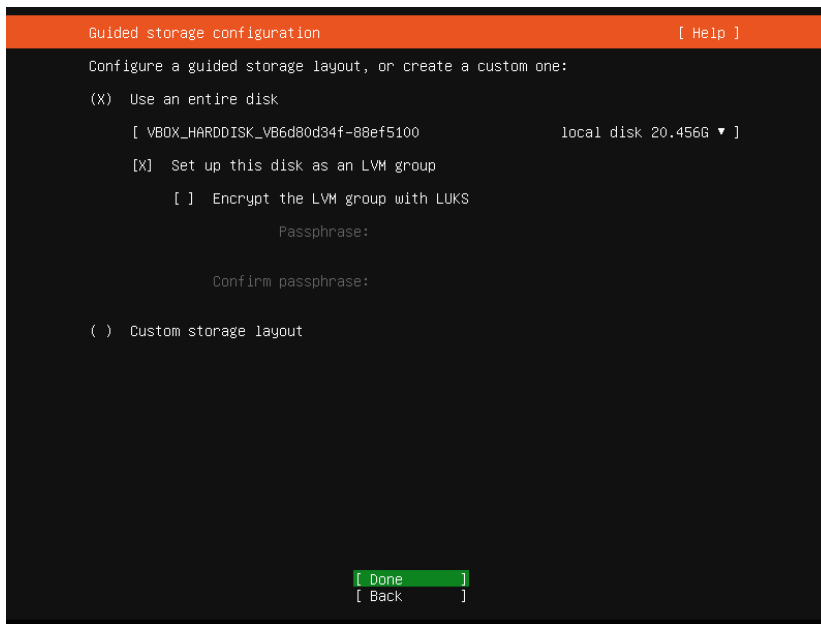 Guided storage configuration [ Help ]
Configure a guided storage layout, or create a custom one:
(X) Use an entire disk
[ VBOX_HARDDISK_VB6d80d34f-88ef5100 local disk 20.456G ▾ ]
[X] Set up this disk as an LVM group
[ ] Encrypt the LVM group with LUKS
Passphrase:
Confirm passphrase:
( ) Custom storage layout
[ Done ]
[ Back ]